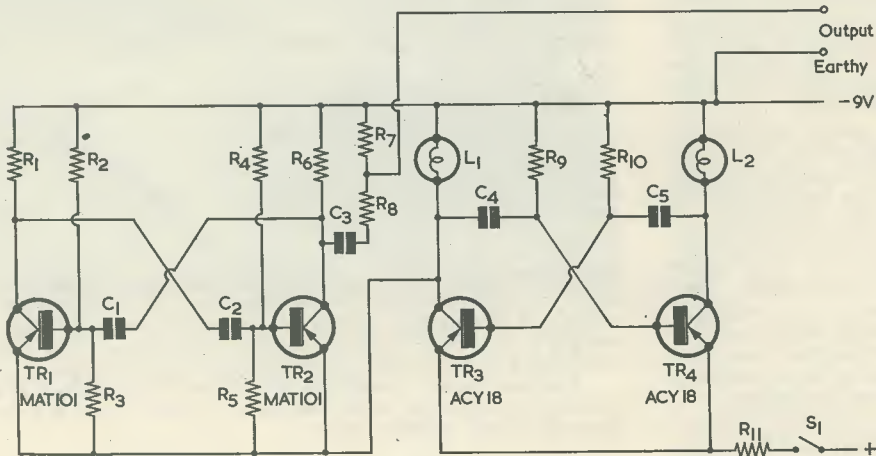 Output
Earthy
-9V
R1
R2
R4
R6
R7
L1
R9
R10
L2
R8
C3
C4
C5
C1
C2
TR1
MAT101
R3
R5
TR2
MAT101
TR3
ACY18
TR4
ACY18
R11
S1
+